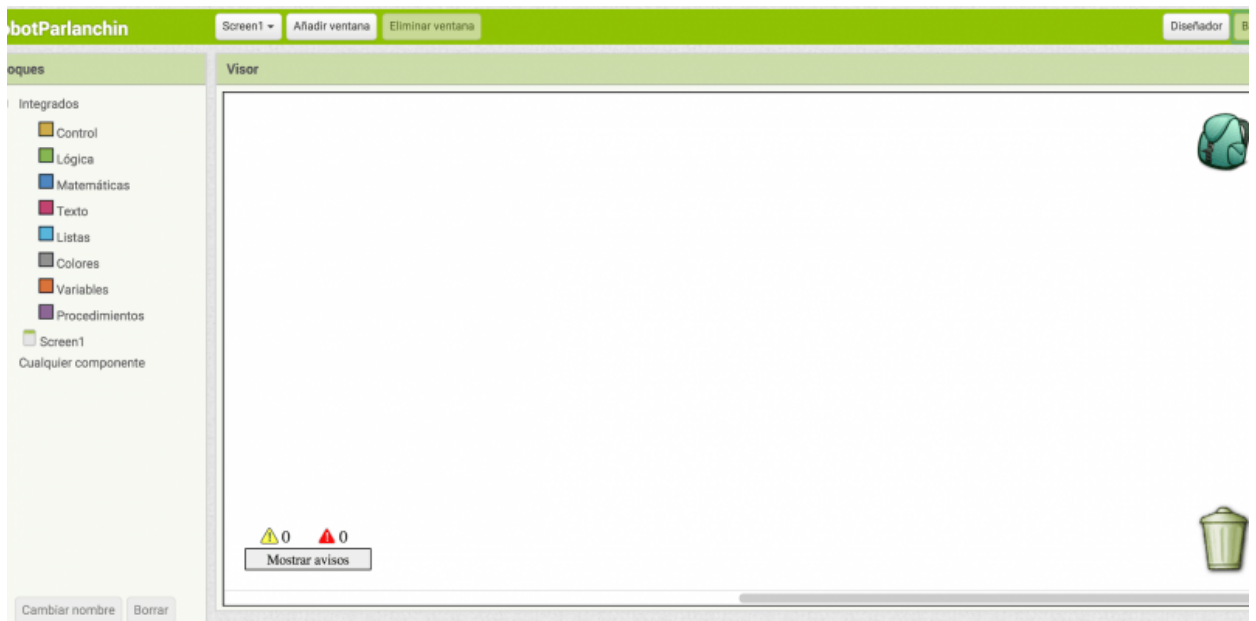 obotParlanchin
Screen1
Añadir ventana
Eliminar ventana
Diseñador
B
oques
Visor
Integrados
Control
Lógica
Matemáticas
Texto
Listas
Colores
Variables
Procedimientos
Screen1
Cualquier componente
0 0
Mostrar avisos
Cambiar nombre
Borrar